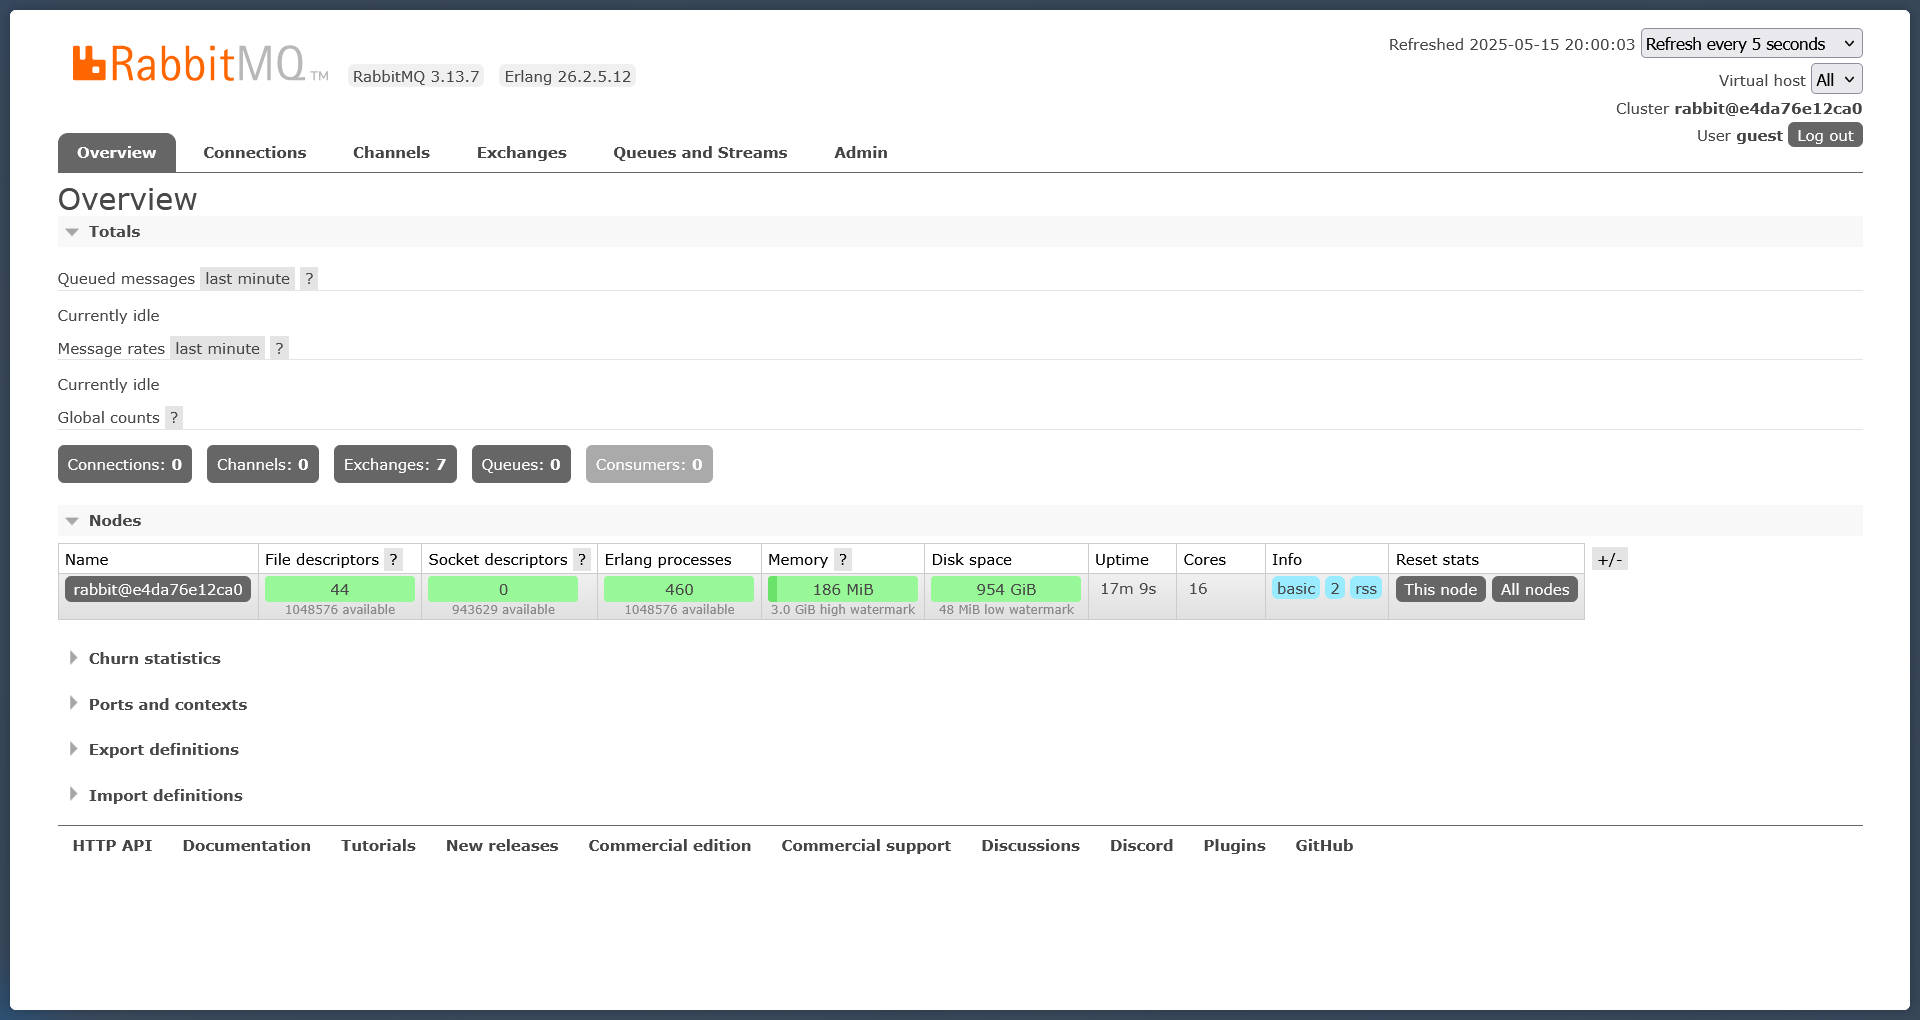 RabbitMQ TM RabbitMQ 3.13.7 Erlang 26.2.5.12
Refreshed 2025-05-15 20:00:03 Refresh every 5 seconds
Virtual host All
Cluster rabbit@e4da76e12ca0
User guest Log out
Overview Connections Channels Exchanges Queues and Streams Admin
Overview
Totals
Queued messages last minute ?
Currently idle
Message rates last minute ?
Currently idle
Global counts ?
Connections: 0 Channels: 0 Exchanges: 7 Queues: 0 Consumers: 0
Nodes
Name File descriptors ? Socket descriptors ? Erlang processes Memory ? Disk space Uptime Cores Info Reset stats +/-
rabbit@e4da76e12ca0 44 0 460 186 MiB 954 GiB 17m 9s 16 basic 2 rss This node All nodes
1048576 available 943629 available 1048576 available 3.0 GiB high watermark 48 MiB low watermark
Churn statistics
Ports and contexts
Export definitions
Import definitions
HTTP API Documentation Tutorials New releases Commercial edition Commercial support Discussions Discord Plugins GitHub